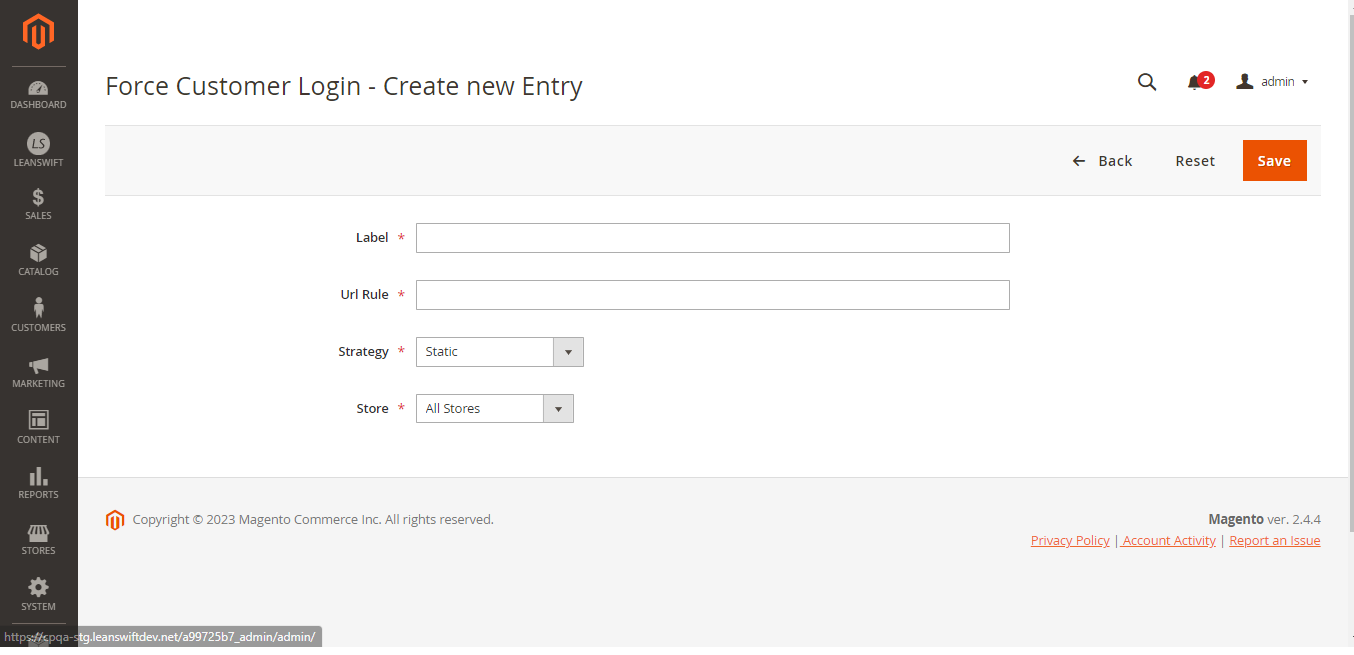 Force Customer Login - Create new Entry
2
admin
DASHBOARD
LS
LEANSWIFT
$
SALES
CATALOG
CUSTOMERS
MARKETING
CONTENT
REPORTS
STORES
SYSTEM
Back
Reset
Save
Label *
Url Rule *
Strategy * Static
Store * All Stores
Copyright © 2023 Magento Commerce Inc. All rights reserved.
Magento ver. 2.4.4
Privacy Policy | Account Activity | Report an Issue
https://cpqa-stg.leanswiftdev.net/a99725b7_admin/admin/